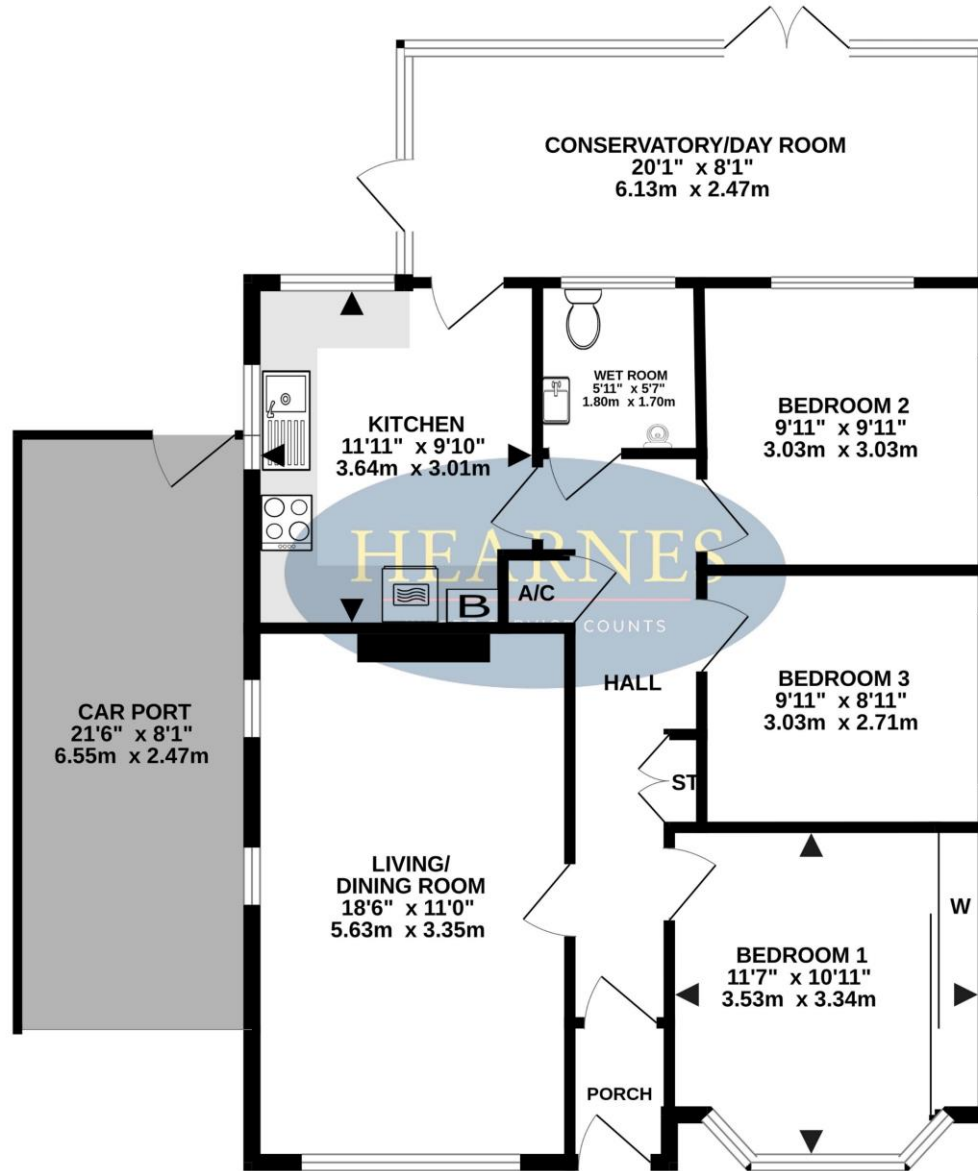 CONSERVATORY/DAY ROOM
20'1" x 8'1"
6.13m x 2.47m
WET ROOM
5'11" x 5'7"
1.80m x 1.70m
KITCHEN
11'11" x 9'10"
3.64m x 3.01m
BEDROOM 2
9'11" x 9'11"
3.03m x 3.03m
HEARNES
COUNTS
A/C
B
HALL
BEDROOM 3
9'11" x 8'11"
3.03m x 2.71m
CAR PORT
21'6" x 8'1"
6.55m x 2.47m
ST
LIVING/
DINING ROOM
18'6" x 11'0"
5.63m x 3.35m
W
BEDROOM 1
11'7" x 10'11"
3.53m x 3.34m
PORCH